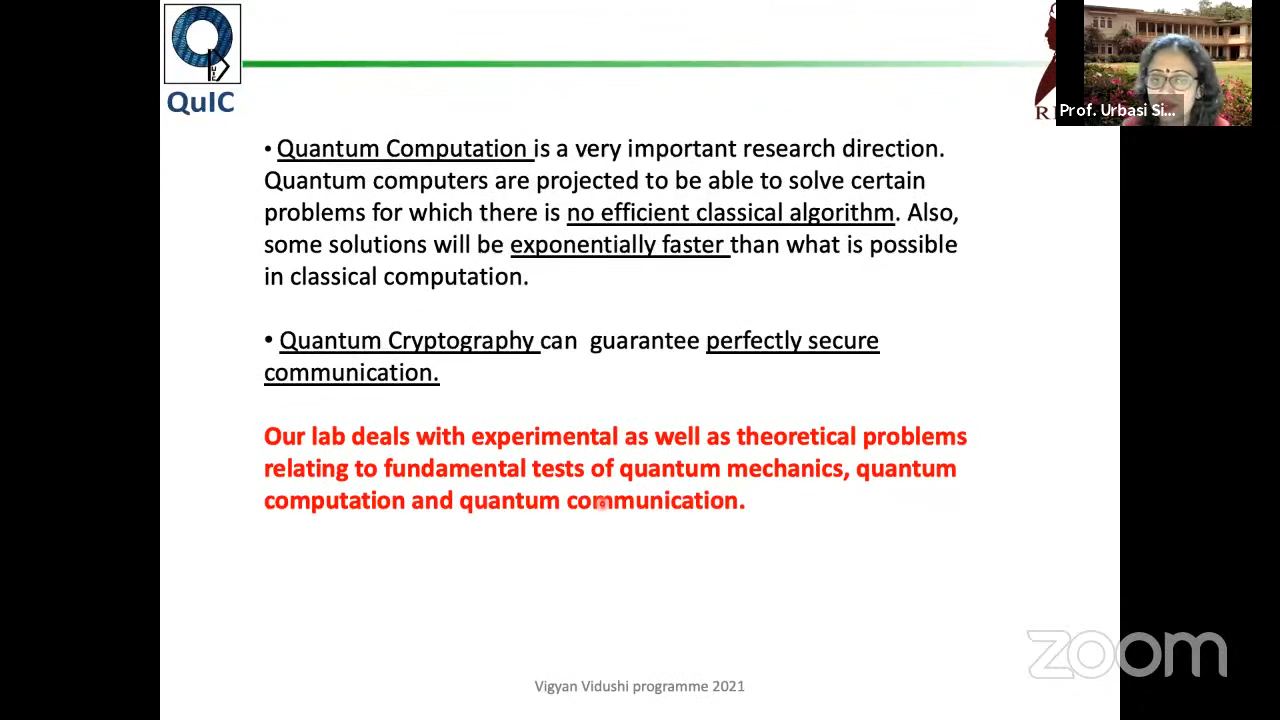 QuIC
R
Prof. Urbasi Si...
• Quantum Computation is a very important research direction.
Quantum computers are projected to be able to solve certain
problems for which there is no efficient classical algorithm. Also,
some solutions will be exponentially faster than what is possible
in classical computation.
• Quantum Cryptography can guarantee perfectly secure
communication.
Our lab deals with experimental as well as theoretical problems
relating to fundamental tests of quantum mechanics, quantum
computation and quantum communication.
zoom
Vigyan Vidushi programme 2021